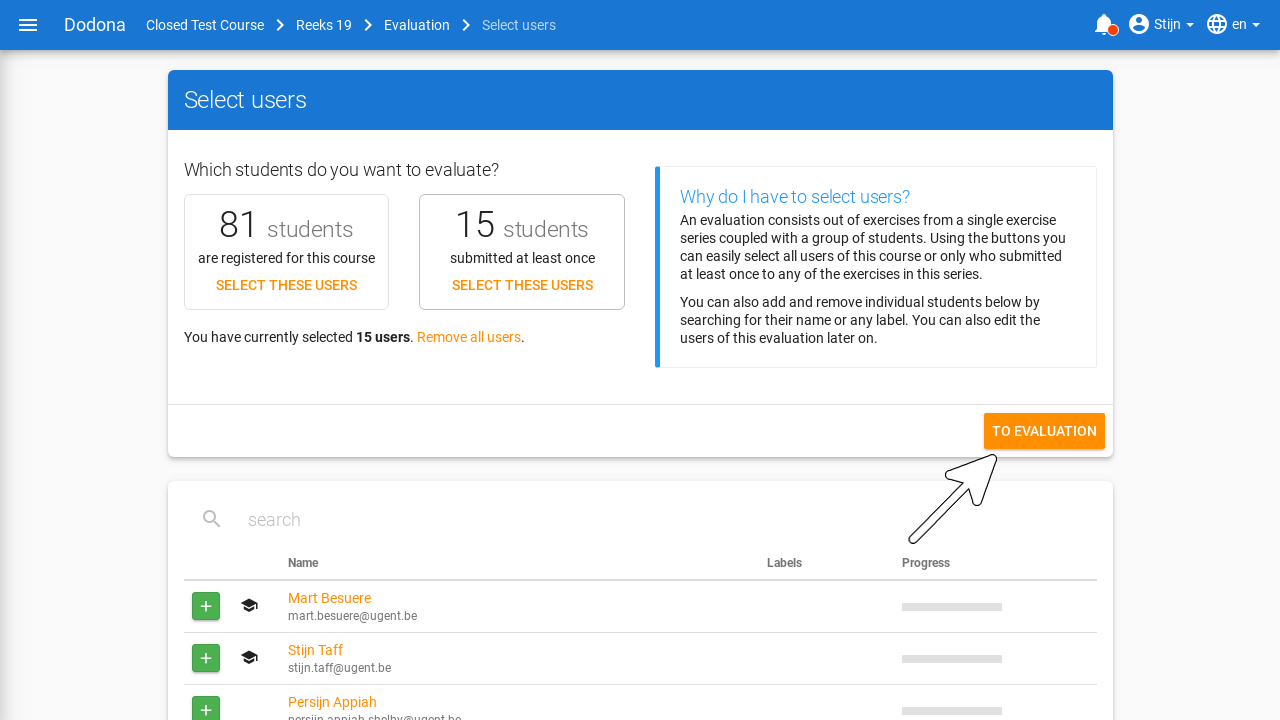 Dodona Closed Test Course Reeks 19 Evaluation Select users Stijn en
Select users
Which students do you want to evaluate?
81 students
are registered for this course
SELECT THESE USERS
15 students
submitted at least once
SELECT THESE USERS
You have currently selected 15 users. Remove all users.
Why do I have to select users?
An evaluation consists out of exercises from a single exercise
series coupled with a group of students. Using the buttons you
can easily select all users of this course or only who submitted
at least once to any of the exercises in this series.
You can also add and remove individual students below by
searching for their name or any label. You can also edit the
users of this evaluation later on.
TO EVALUATION
search
Name Labels Progress
Mart Besuere
mart.besuere@ugent.be
Stijn Taff
stijn.taff@ugent.be
Persijn Appiah
persijn.appiah.shelby@ugent.be